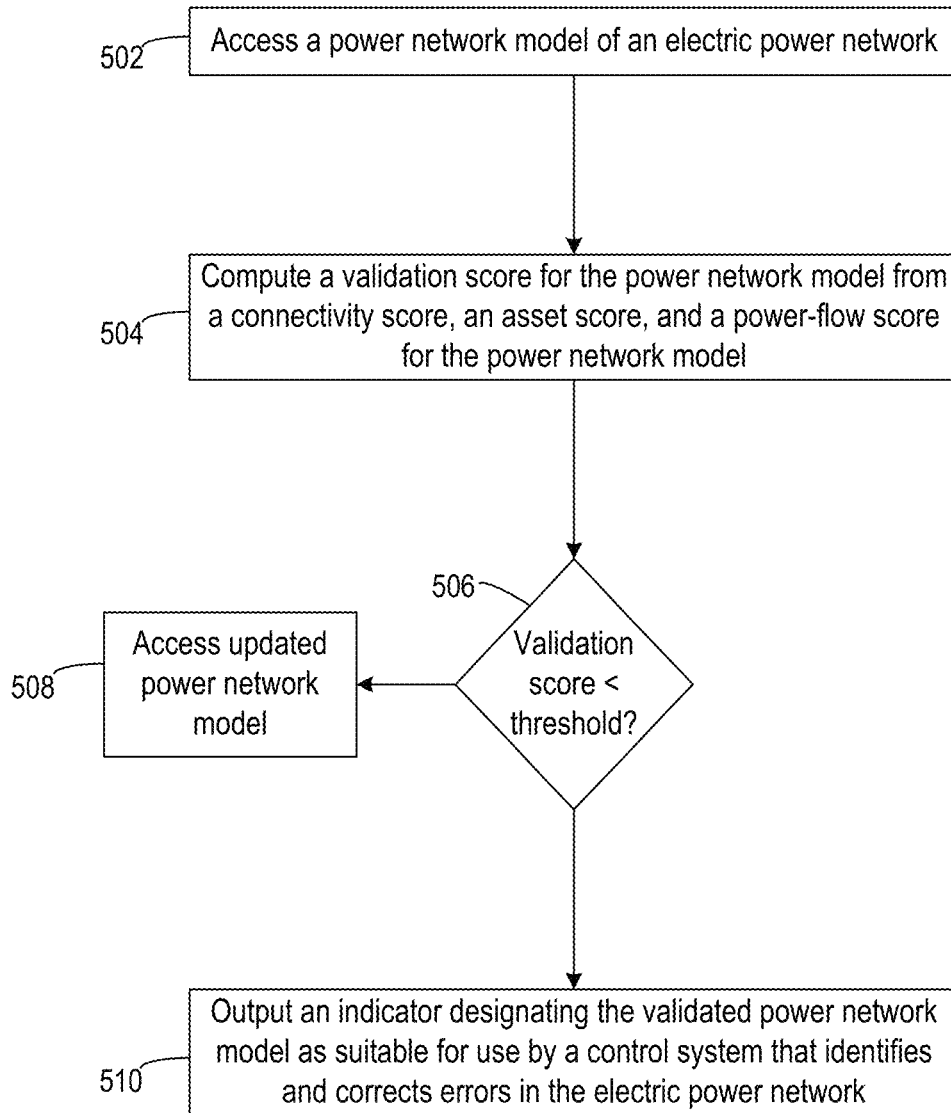 502
Access a power network model of an electric power network
504
Compute a validation score for the power network model from
a connectivity score, an asset score, and a power-flow score
for the power network model
506
Validation
score <
threshold?
508
Access updated
power network
model
510
Output an indicator designating the validated power network
model as suitable for use by a control system that identifies
and corrects errors in the electric power network